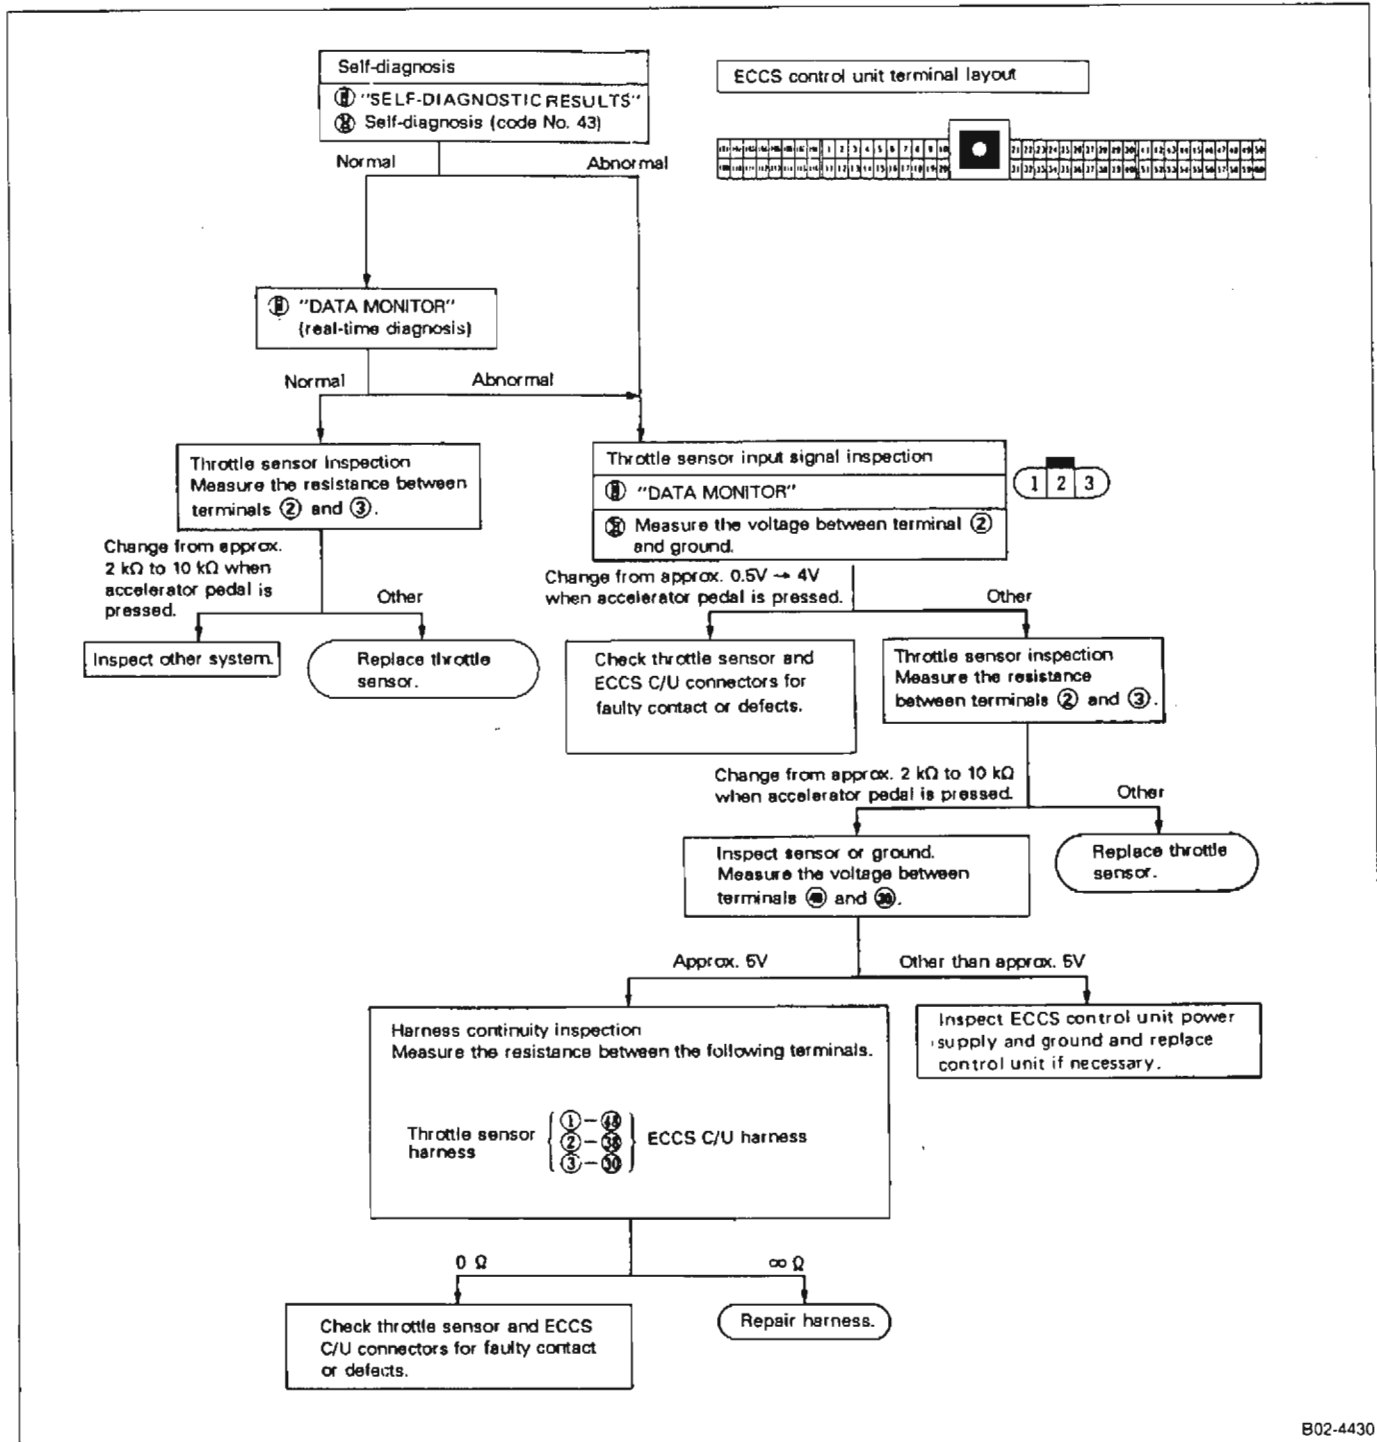 Self-diagnosis
"SELF-DIAGNOSTIC RESULTS"
Self-diagnosis (code No. 43)
ECCS control unit terminal layout
Normal
Abnormal
"DATA MONITOR"
(real-time diagnosis)
Normal
Abnormal
Throttle sensor inspection
Measure the resistance between
terminals ② and ③.
Throttle sensor input signal inspection
"DATA MONITOR"
Measure the voltage between terminal ②
and ground.
1 2 3
Change from approx.
2 kΩ to 10 kΩ when
accelerator pedal is
pressed.
Other
Change from approx. 0.5V → 4V
when accelerator pedal is pressed.
Other
Inspect other system.
Replace throttle
sensor.
Check throttle sensor and
ECCS C/U connectors for
faulty contact or defects.
Throttle sensor inspection
Measure the resistance
between terminals ② and ③.
Change from approx. 2 kΩ to 10 kΩ
when accelerator pedal is pressed.
Other
Inspect sensor or ground.
Measure the voltage between
terminals and
Replace throttle
sensor.
Approx. 5V
Other than approx. 5V
Harness continuity inspection
Measure the resistance between the following terminals.
Inspect ECCS control unit power
supply and ground and replace
control unit if necessary.
Throttle sensor
harness
①–㊽
②–㊳
③–㉚
ECCS C/U harness
0 Ω
∞ Ω
Check throttle sensor and ECCS
C/U connectors for faulty contact
or defects.
Repair harness.
B02-4430